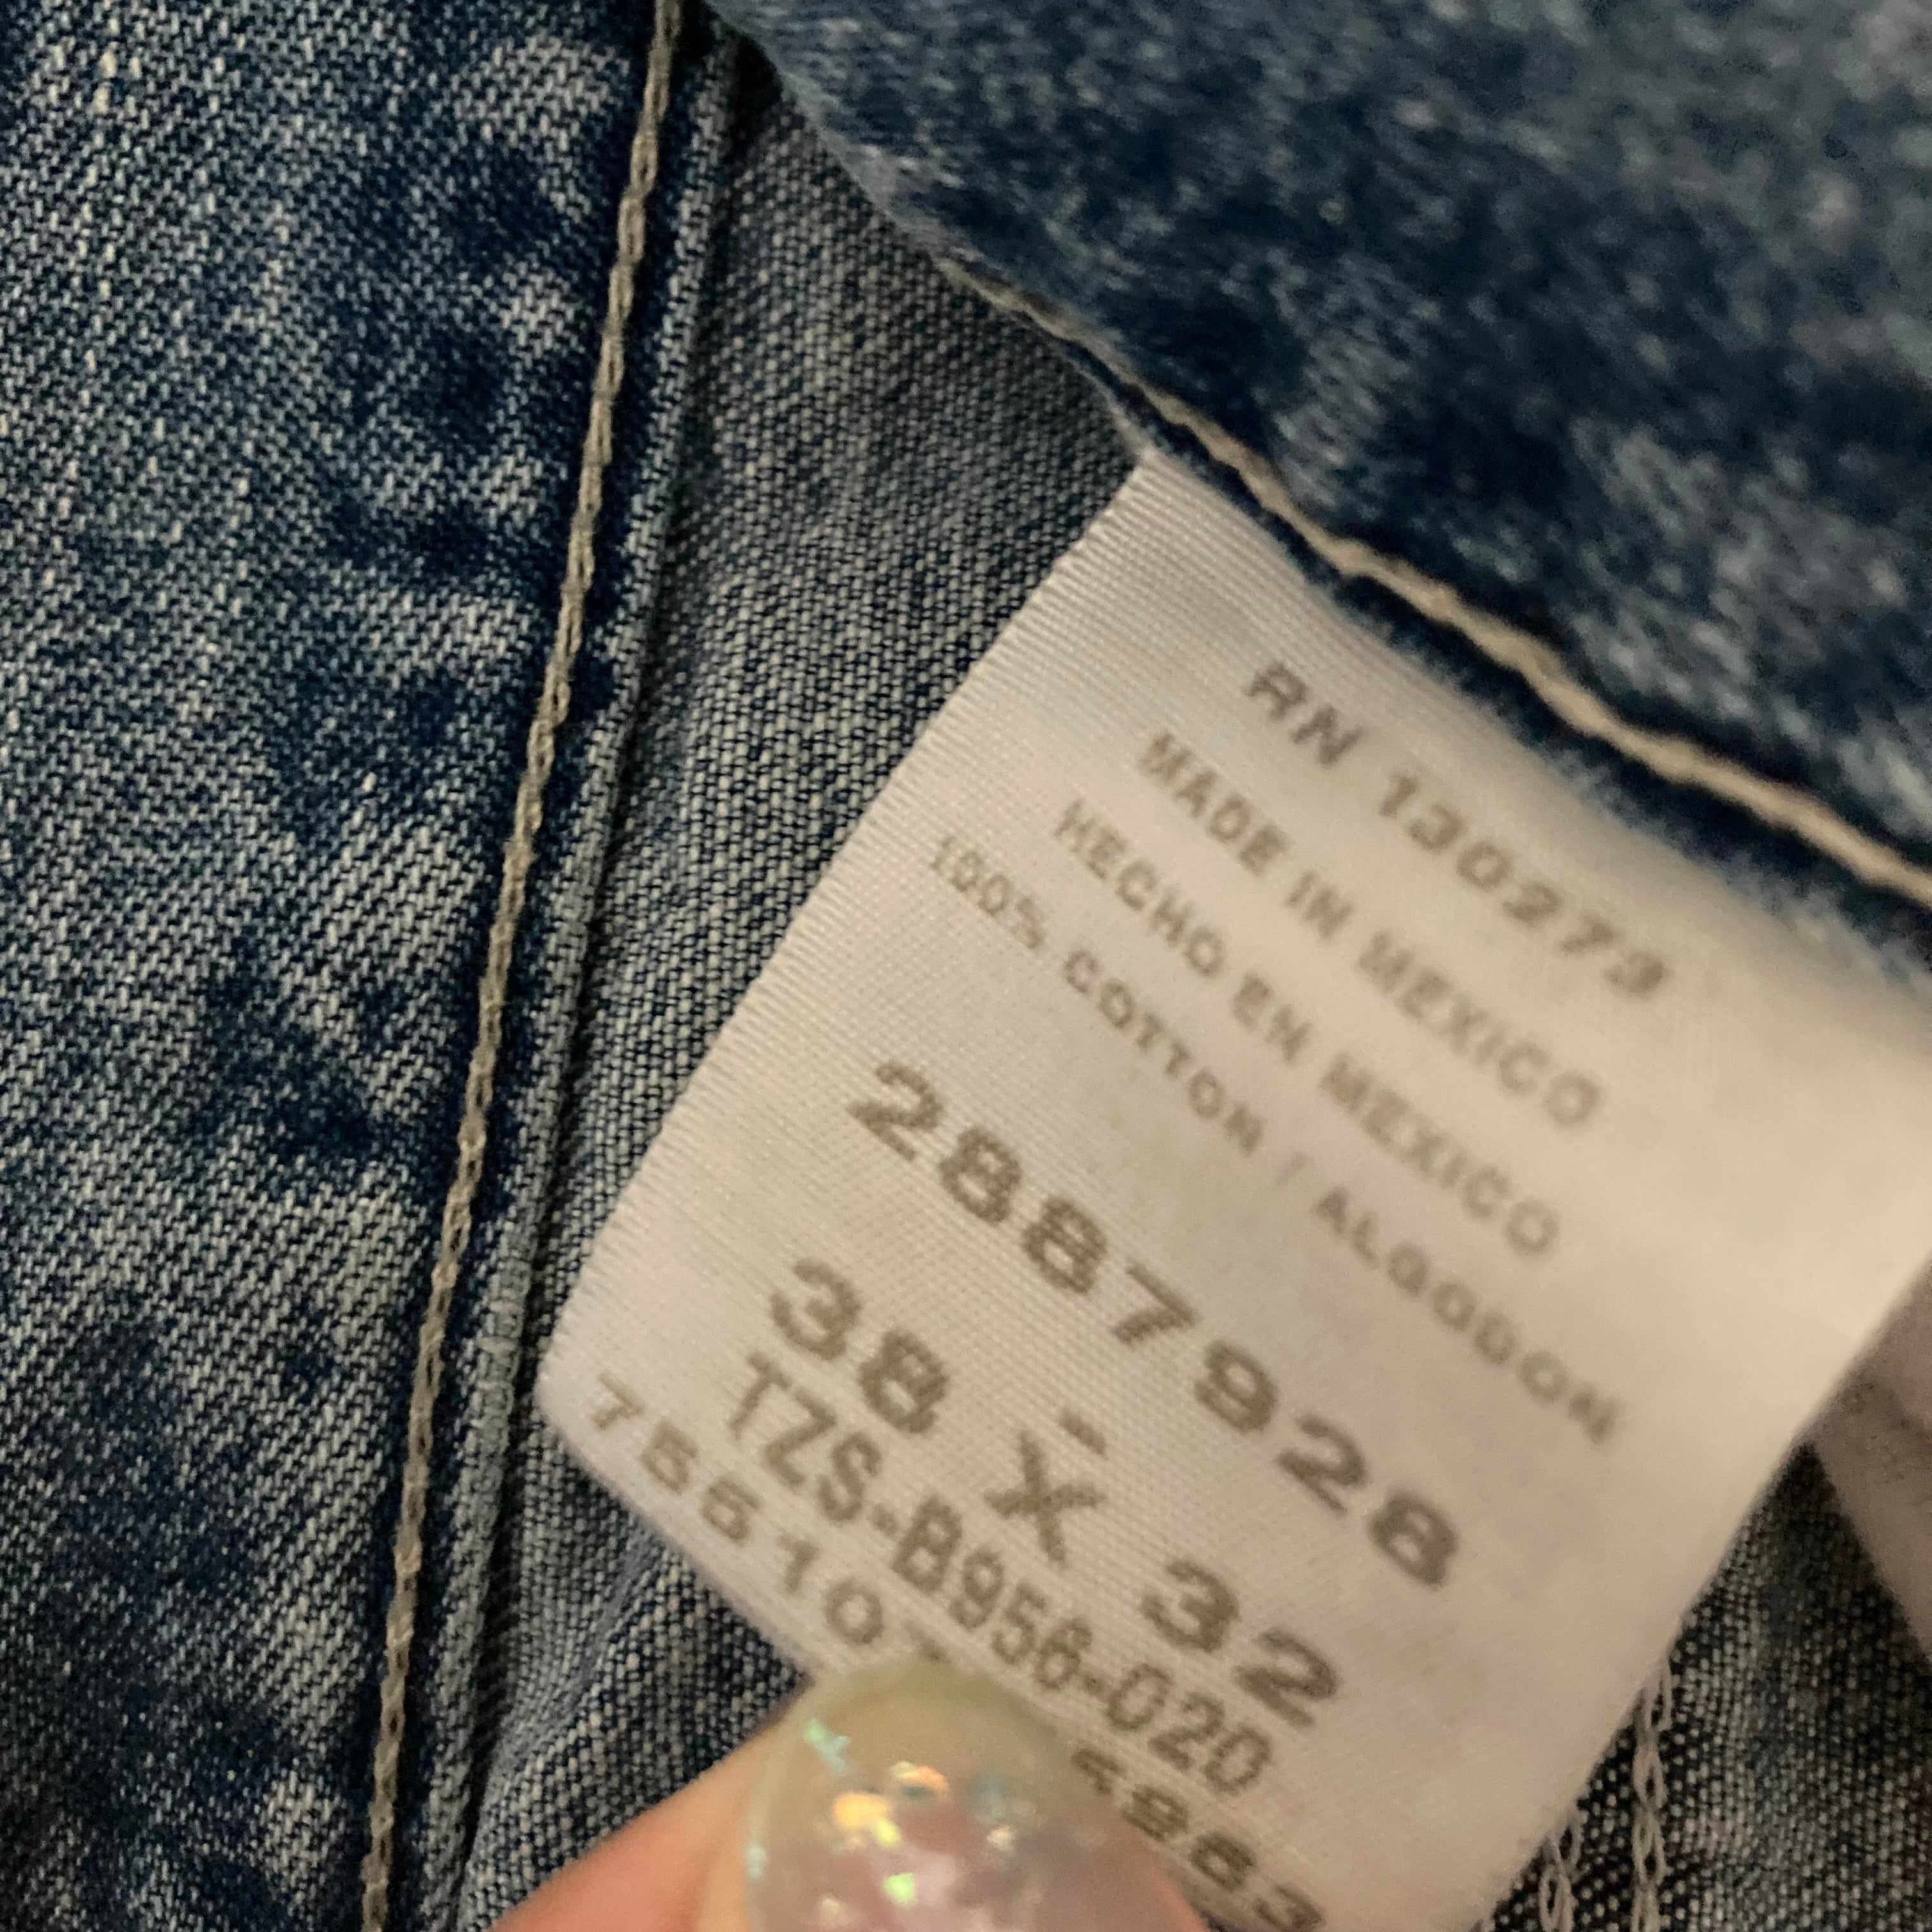 RN 130273
MADE IN MEXICO
HECHO EN MEXICO
100% COTTON / ALGODON
2887928
38 X 32
TZS-B956-020